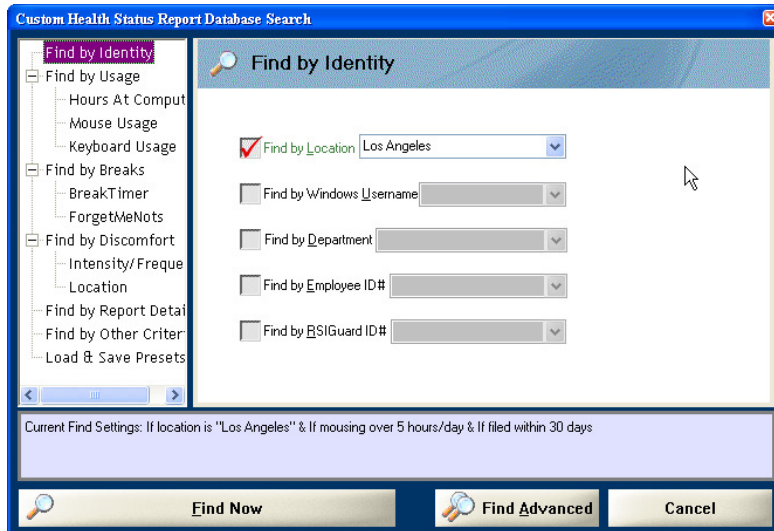 Custom Health Status Report Database Search
Find by Identity
Find by Usage
Hours At Comput
Mouse Usage
Keyboard Usage
Find by Breaks
BreakTimer
ForgetMeNots
Find by Discomfort
Intensity/Freque
Location
Find by Report Detai
Find by Other Criter
Load & Save Presets
Find by Identity
Find by Location Los Angeles
Find by Windows Username
Find by Department
Find by Employee ID#
Find by RSIGuard ID#
Current Find Settings: If location is "Los Angeles" & If mousing over 5 hours/day & If filed within 30 days
Find Now Find Advanced Cancel